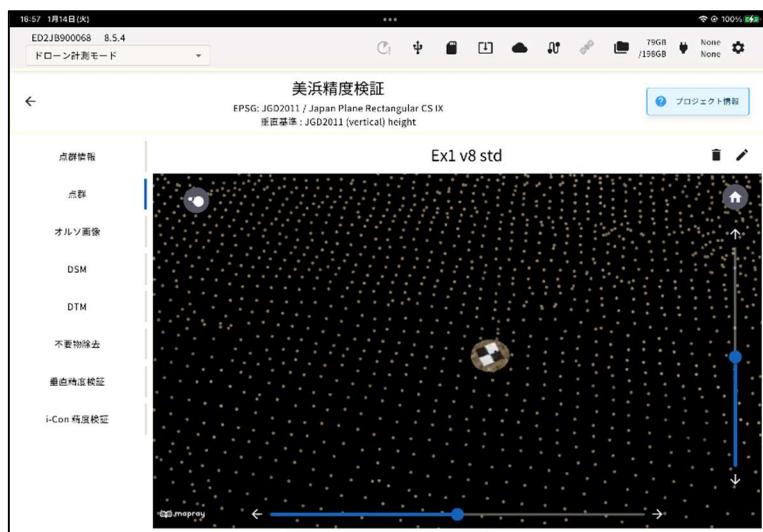 16:57 1月14日(火)
100%
ED2JB900068 8.5.4
ドローン計測モード
79GB
/198GB
None
None
美浜精度検証
EPSG: JGD2011 / Japan Plane Rectangular CS IX
垂直基準 : JGD2011 (vertical) height
プロジェクト情報
点群情報
点群
オルソ画像
DSM
DTM
不要物除去
垂直精度検証
i-Con 精度検証
Ex1 v8 std
mapray